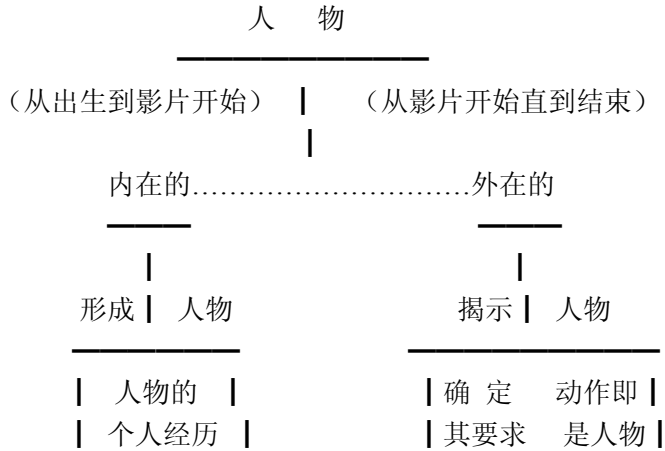 人 物
（从出生到影片开始） （从影片开始直到结束）
内在的…………………………外在的
形成 人物 揭示 人物
人物的 确 定 动作即
个人经历 其要求 是人物